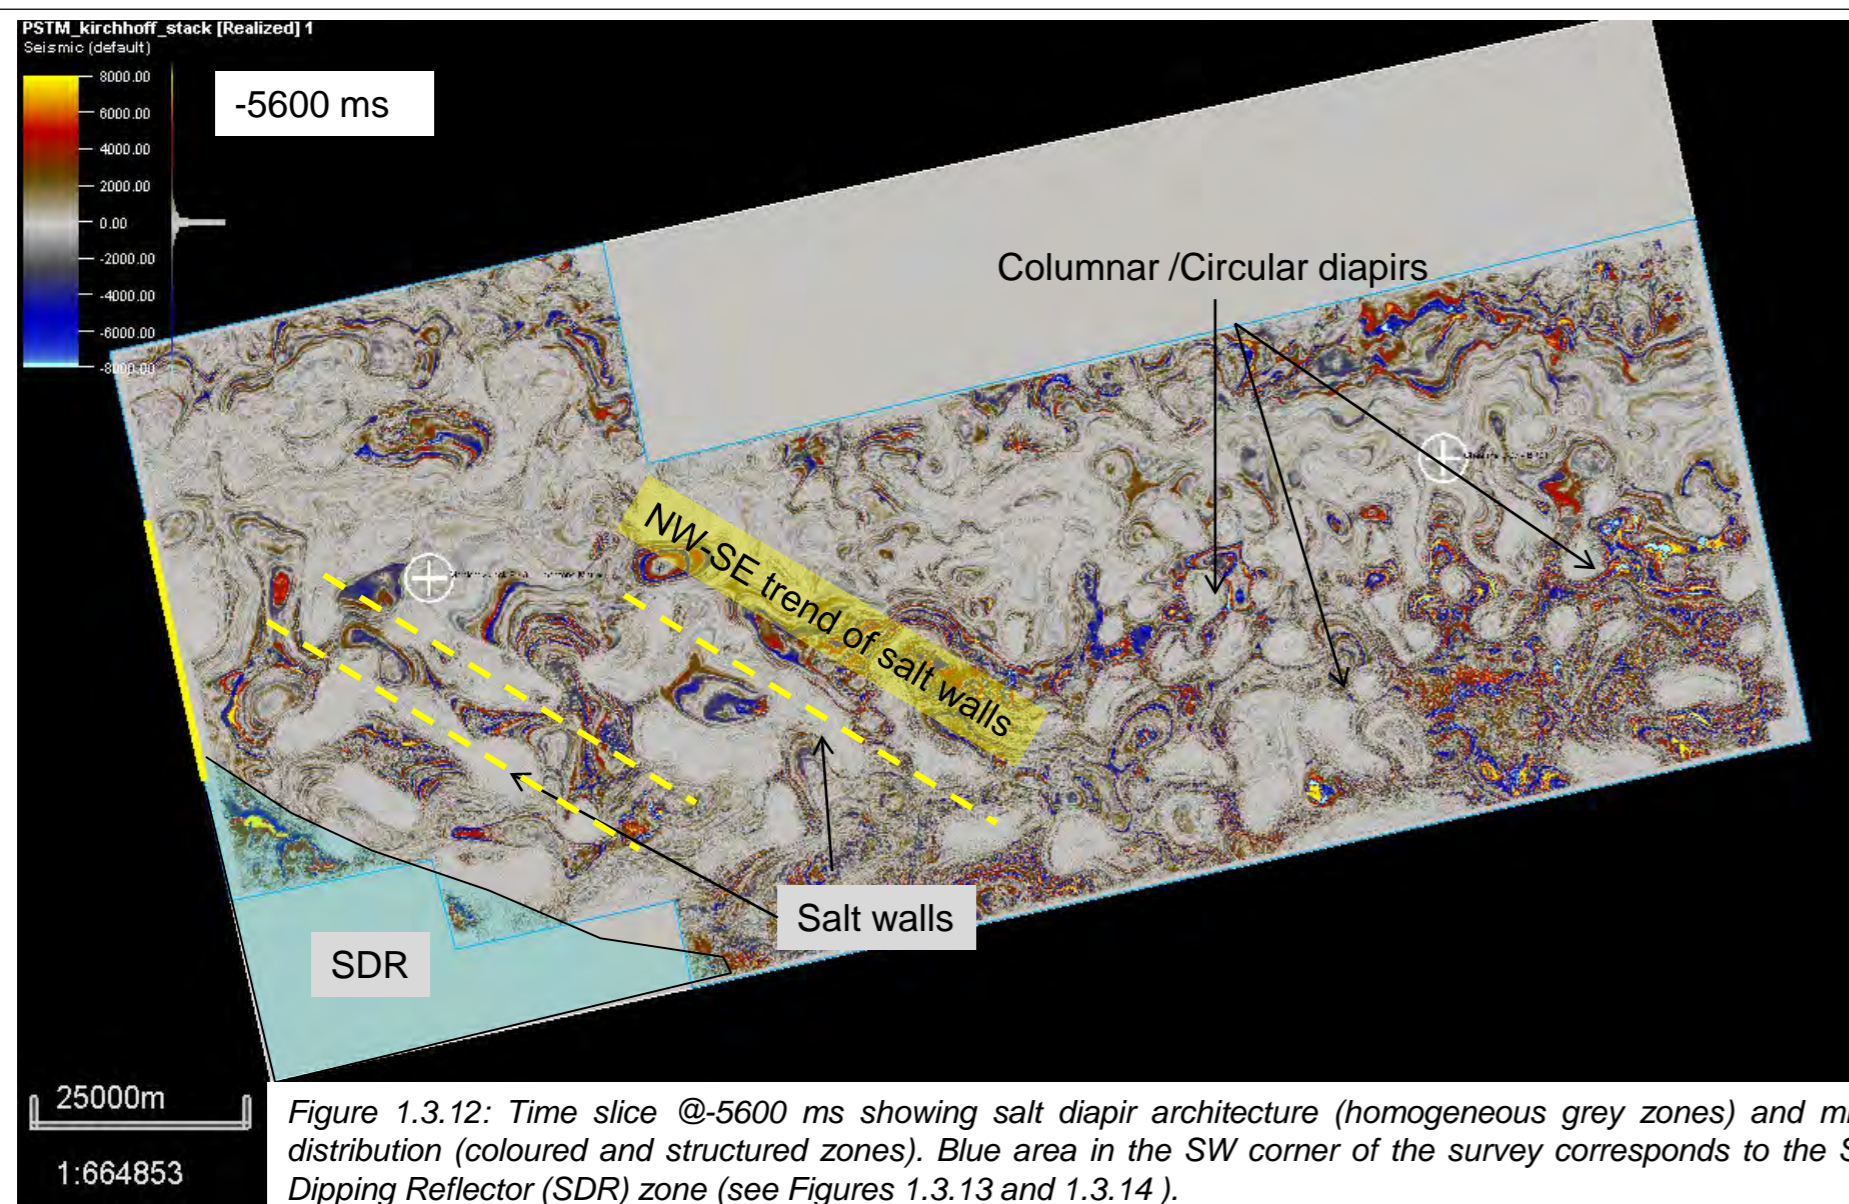 PSTM_kirchhoff_stack [Realized] 1
Seismic (default)
8000.00
6000.00
4000.00
2000.00
0.00
-2000.00
-4000.00
-6000.00
-8000.00
-5600 ms
Columnar /Circular diapirs
NW-SE trend of salt walls
Salt walls
SDR
25000m
1:664853
Figure 1.3.12: Time slice @-5600 ms showing salt diapir architecture (homogeneous grey zones) and
distribution (coloured and structured zones). Blue area in the SW corner of the survey corresponds to the
Dipping Reflector (SDR) zone (see Figures 1.3.13 and 1.3.14 ).